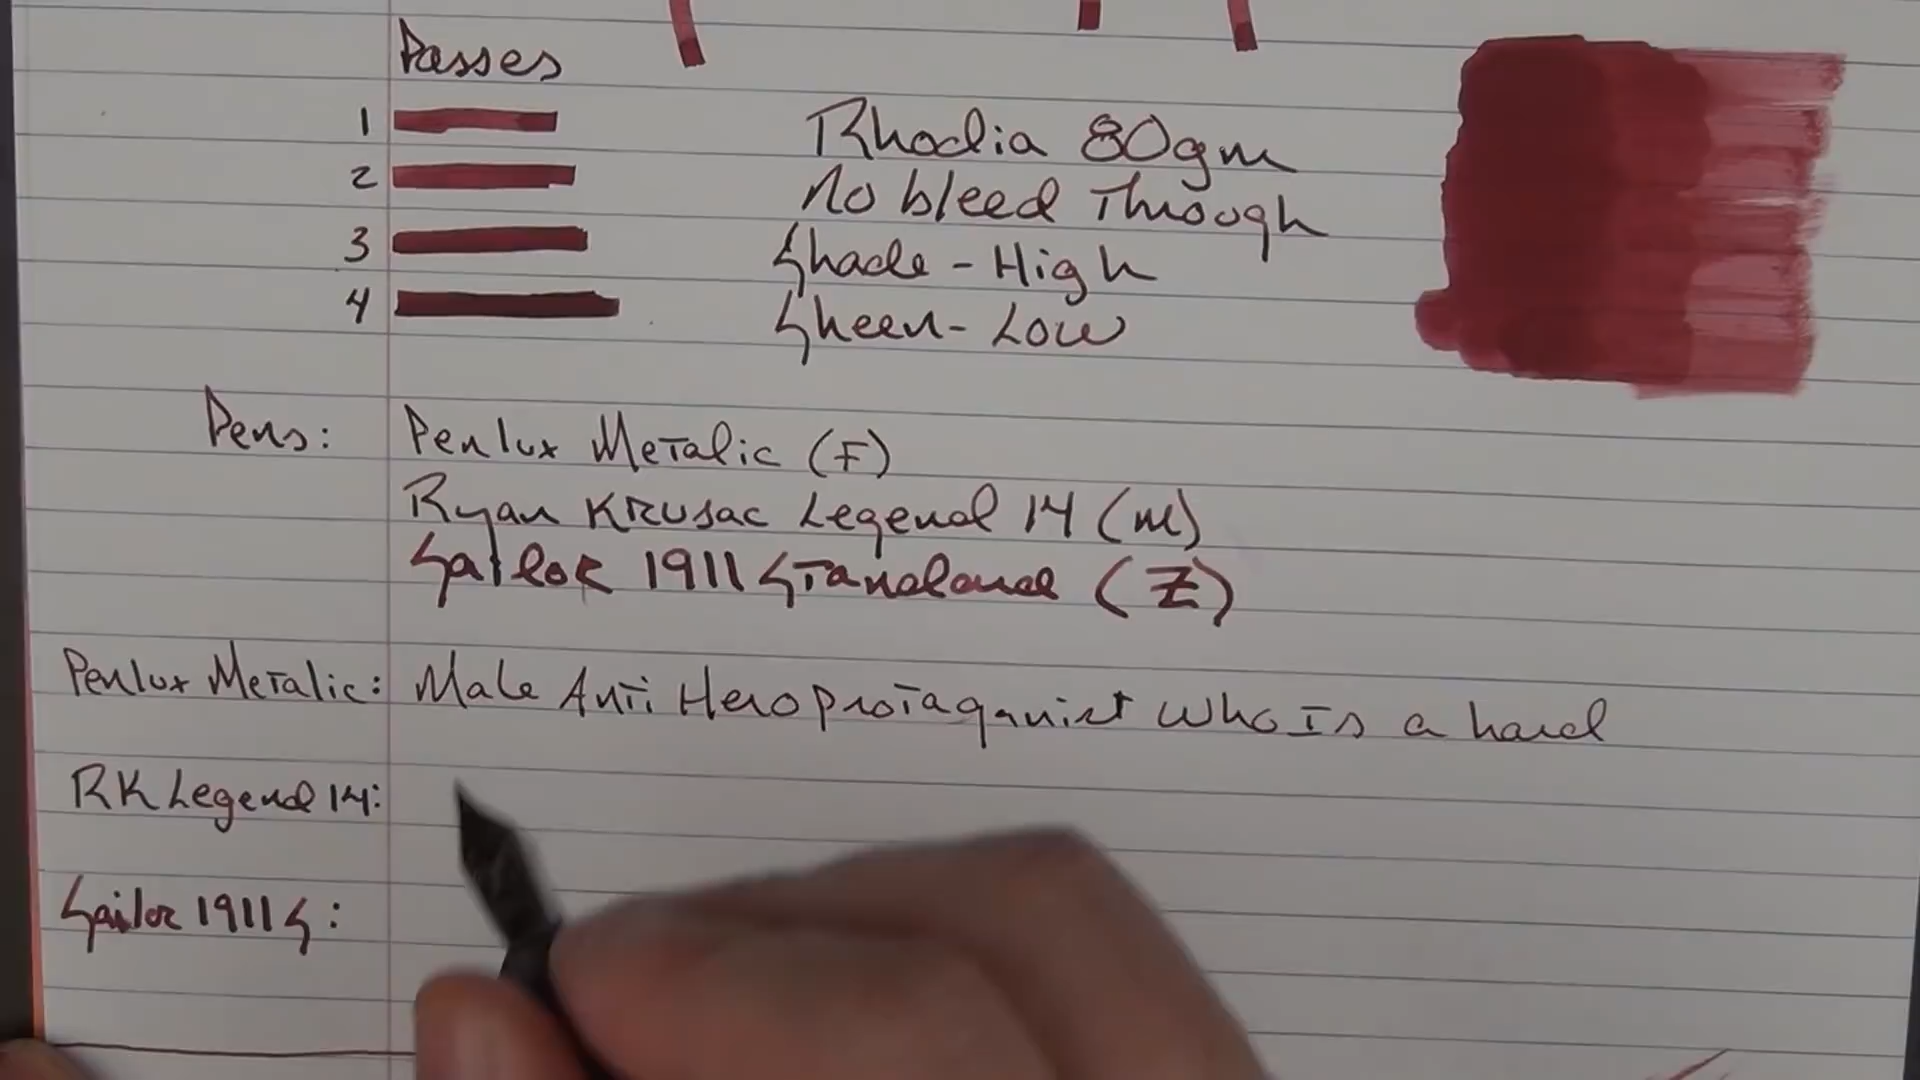 Passes
1
2
3
4
Rhodia 80gm
No bleed Through
Shade - High
Sheen - Low
Pens: Penlux Metalic (F)
Ryan Krusac Legend 14 (M)
Sailor 1911 Standard (Z)
Penlux Metalic: Male Anti Hero protaganist who Is a hard
RK Legend 14:
Sailor 1911 S: